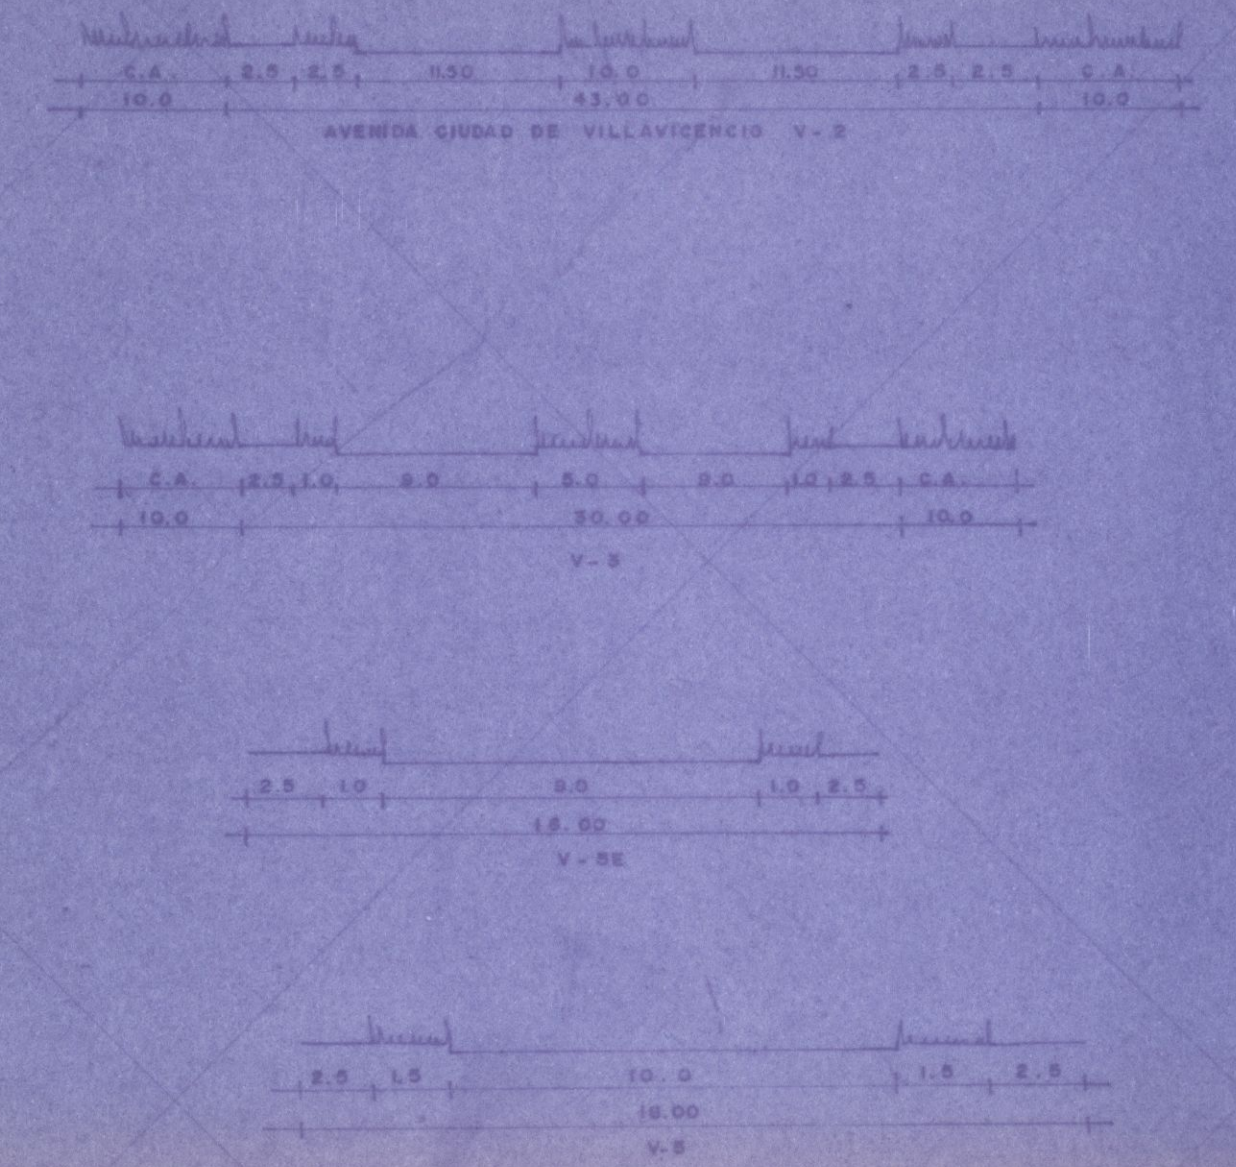 C.A. 2.5 2.5 11.50 10.0 11.50 2.5 2.5 C.A.
10.0 43.00 10.0
AVENIDA CIUDAD DE VILLAVICENCIO V-2
C.A. 2.5 1.0 9.0 5.0 9.0 1.0 2.5 C.A.
10.0 30.00 10.0
V-3
2.5 1.0 9.0 1.0 2.5
16.00
V-5E
2.5 1.5 10.0 1.5 2.5
18.00
V-5